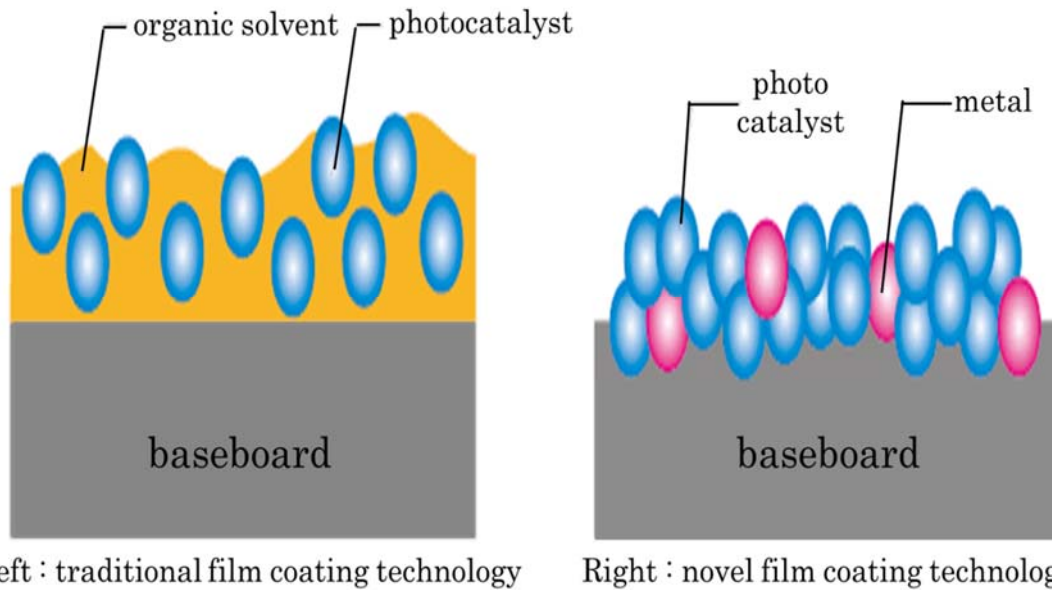 organic solvent
photocatalyst
photo
catalyst
metal
baseboard
baseboard
eft : traditional film coating technology
Right : novel film coating technolog